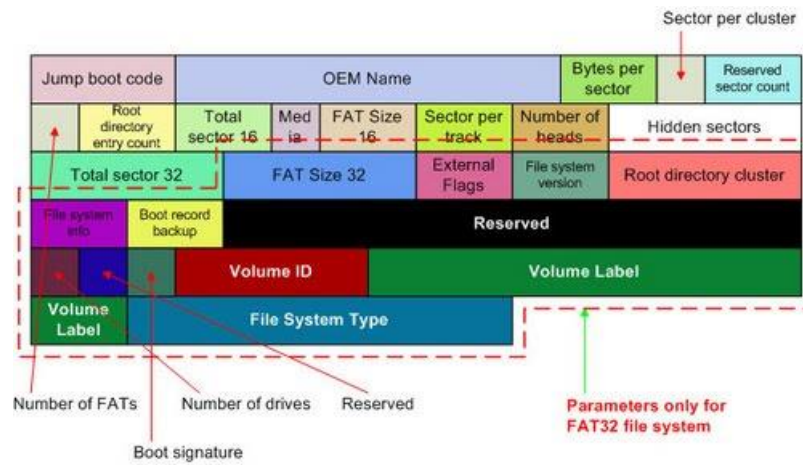 Sector per cluster
Jump boot code
OEM Name
Bytes per
sector
Reserved
sector count
Root
directory
entry count
Total
sector 16
Med
ia
FAT Size
16
Sector per
track
Number of
heads
Hidden sectors
Total sector 32
FAT Size 32
External
Flags
File system
version
Root directory cluster
File system
info
Boot record
backup
Reserved
Volume ID
Volume Label
Volume
Label
File System Type
Number of FATs
Number of drives
Reserved
Parameters only for
FAT32 file system
Boot signature